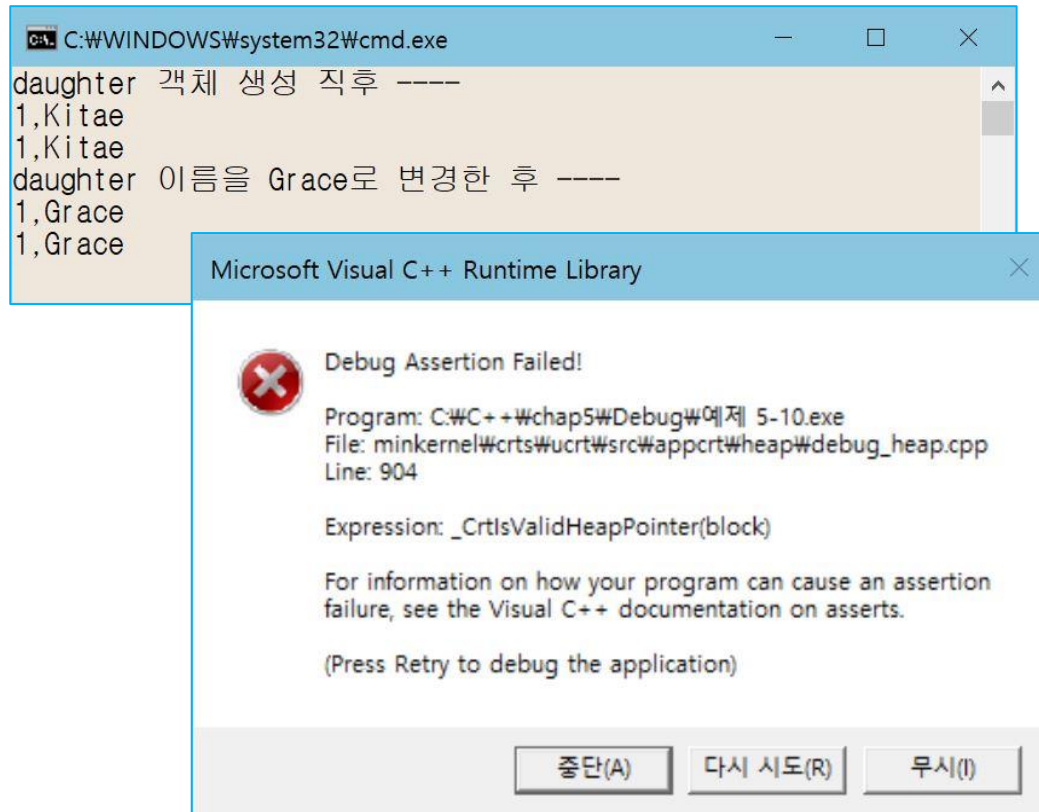 C:₩WINDOWS₩system32₩cmd.exe
daughter 객체 생성 직후 ----
1,Kitae
1,Kitae
daughter 이름을 Grace로 변경한 후 ----
1,Grace
1,Grace
Microsoft Visual C++ Runtime Library
Debug Assertion Failed!
Program: C:₩C++₩chap5₩Debug₩예제 5-10.exe
File: minkernel₩crts₩ucrt₩src₩appcrt₩heap₩debug_heap.cpp
Line: 904
Expression: _CrtIsValidHeapPointer(block)
For information on how your program can cause an assertion
failure, see the Visual C++ documentation on asserts.
(Press Retry to debug the application)
중단(A) 다시 시도(R) 무시(I)